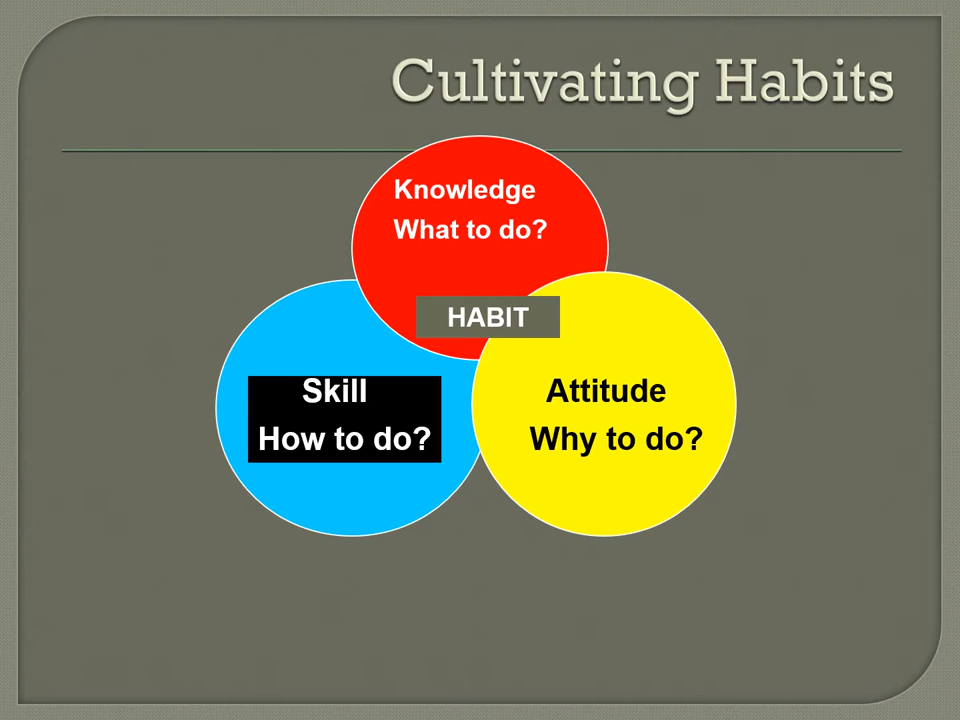 Cultivating Habits
Knowledge
What to do?
HABIT
Skill
How to do?
Attitude
Why to do?